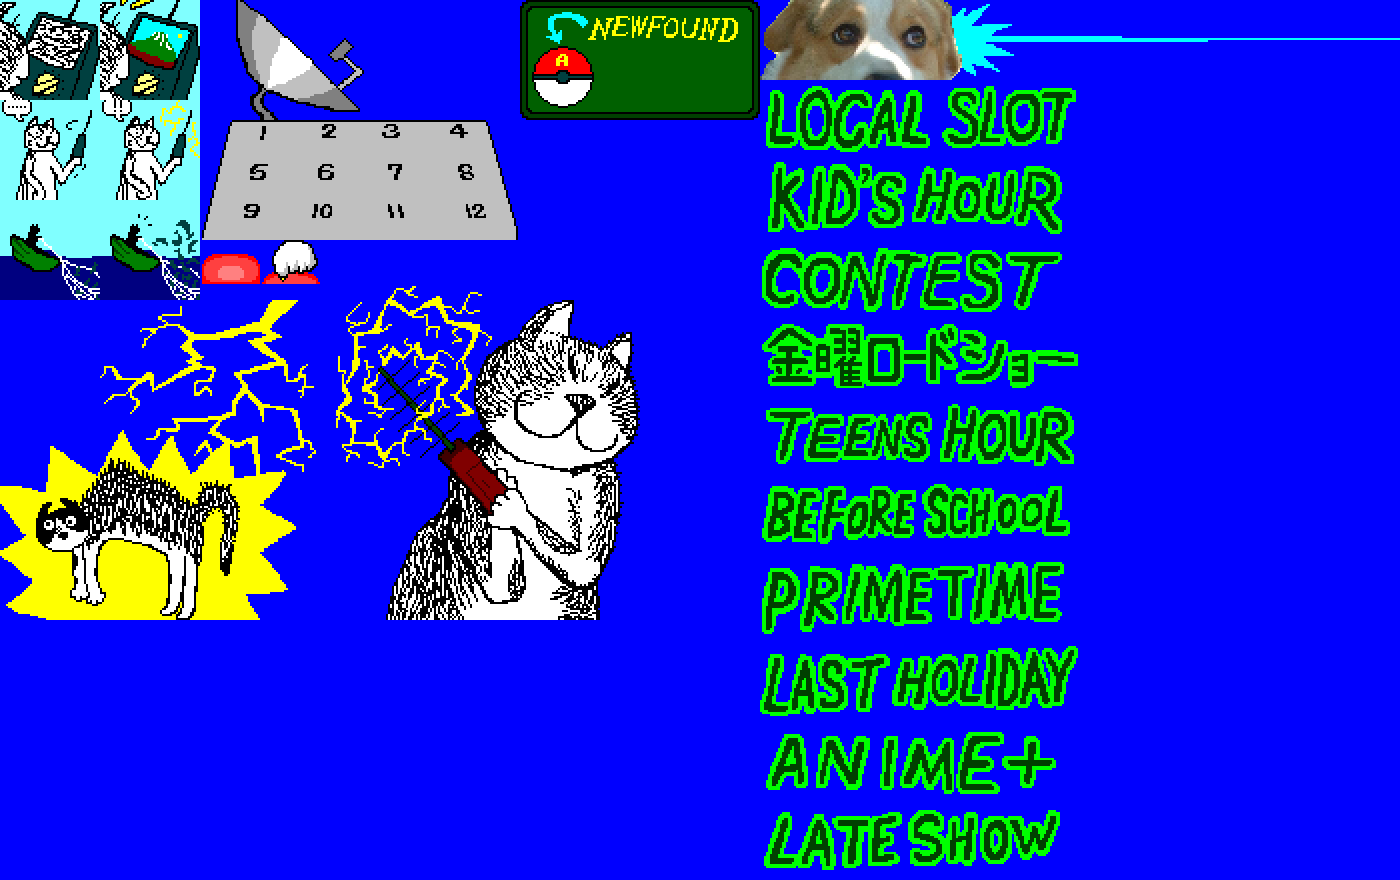 NEWFOUND
A
1 2 3 4
5 6 7 8
9 10 11 12
LOCAL SLOT
KID'S HOUR
CONTEST
金曜ロードショー
TEENS HOUR
BEFORE SCHOOL
PRIMETIME
LAST HOLIDAY
ANIME+
LATE SHOW